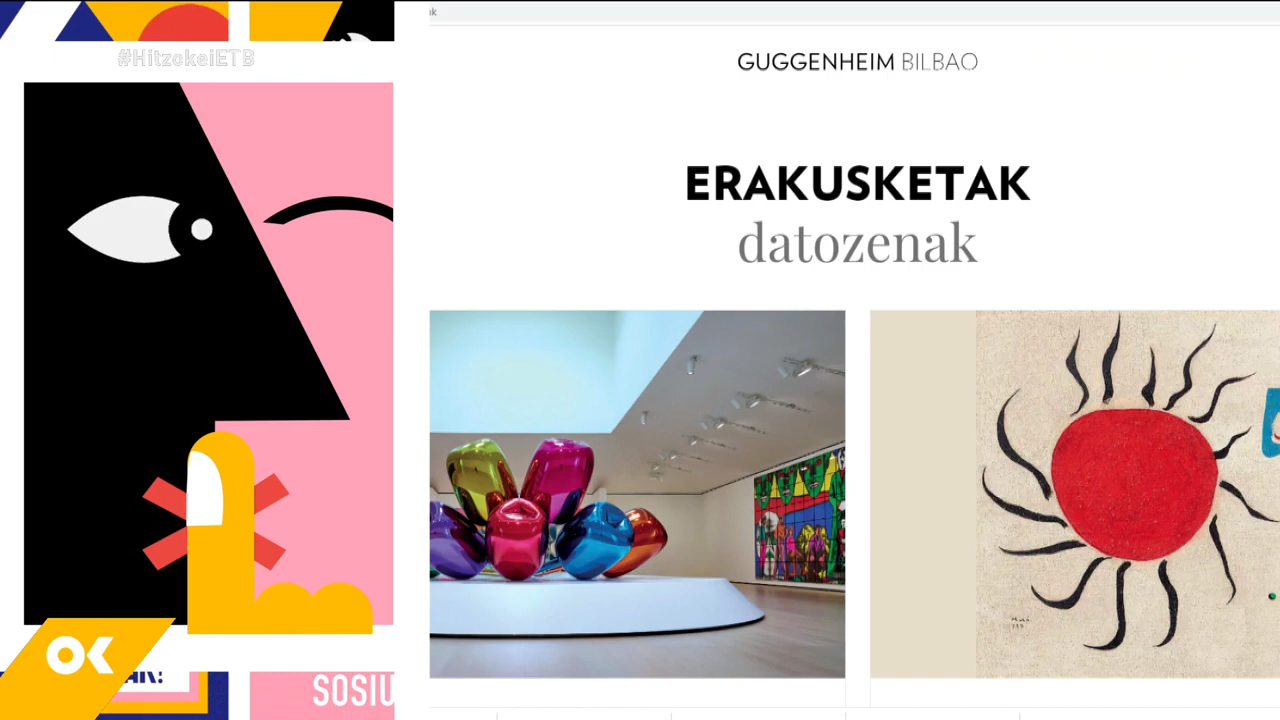 #HitzokeiETB
GUGGENHEIM BILBAO
ERAKUSKETAK
datozenak
OK
SOSIU